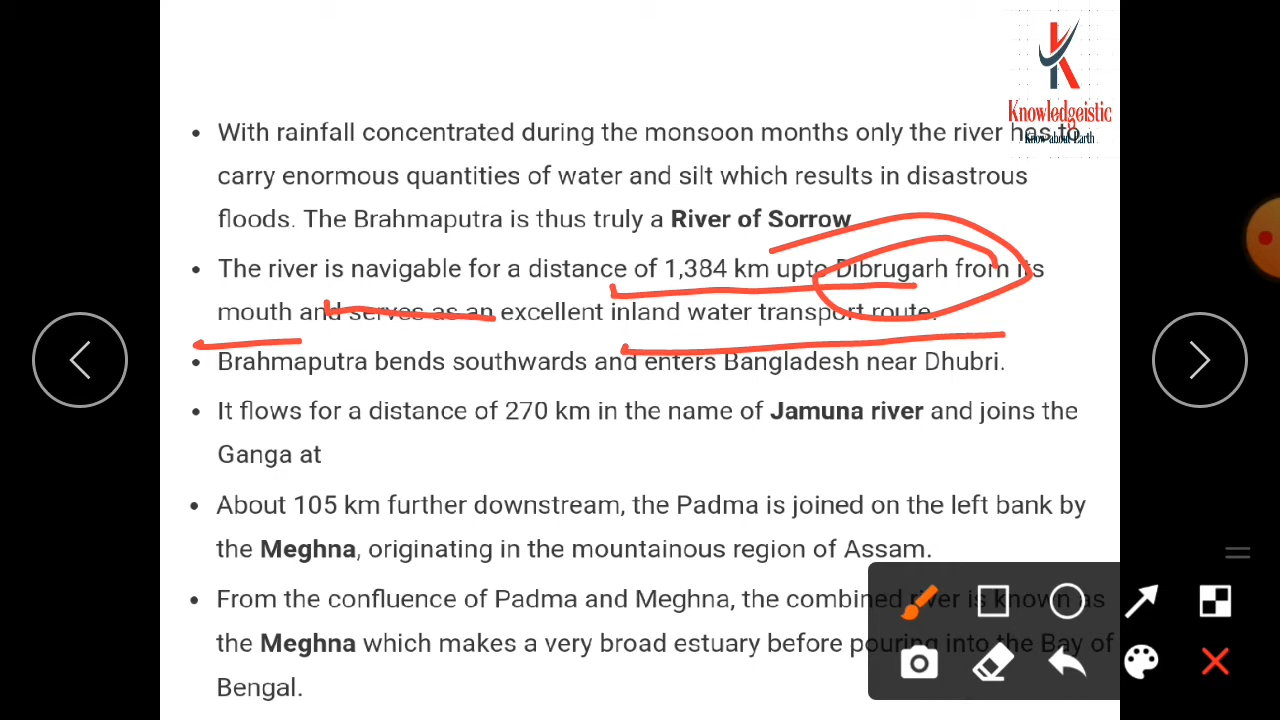 Knowledgeistic
Know about Earth
• With rainfall concentrated during the monsoon months only the river has to
carry enormous quantities of water and silt which results in disastrous
floods. The Brahmaputra is thus truly a River of Sorrow
• The river is navigable for a distance of 1,384 km upto Dibrugarh from its
mouth and serves as an excellent inland water transport route.
• Brahmaputra bends southwards and enters Bangladesh near Dhubri.
• It flows for a distance of 270 km in the name of Jamuna river and joins the
Ganga at
• About 105 km further downstream, the Padma is joined on the left bank by
the Meghna, originating in the mountainous region of Assam.
• From the confluence of Padma and Meghna, the combined river is known as
the Meghna which makes a very broad estuary before pouring into the Bay of
Bengal.